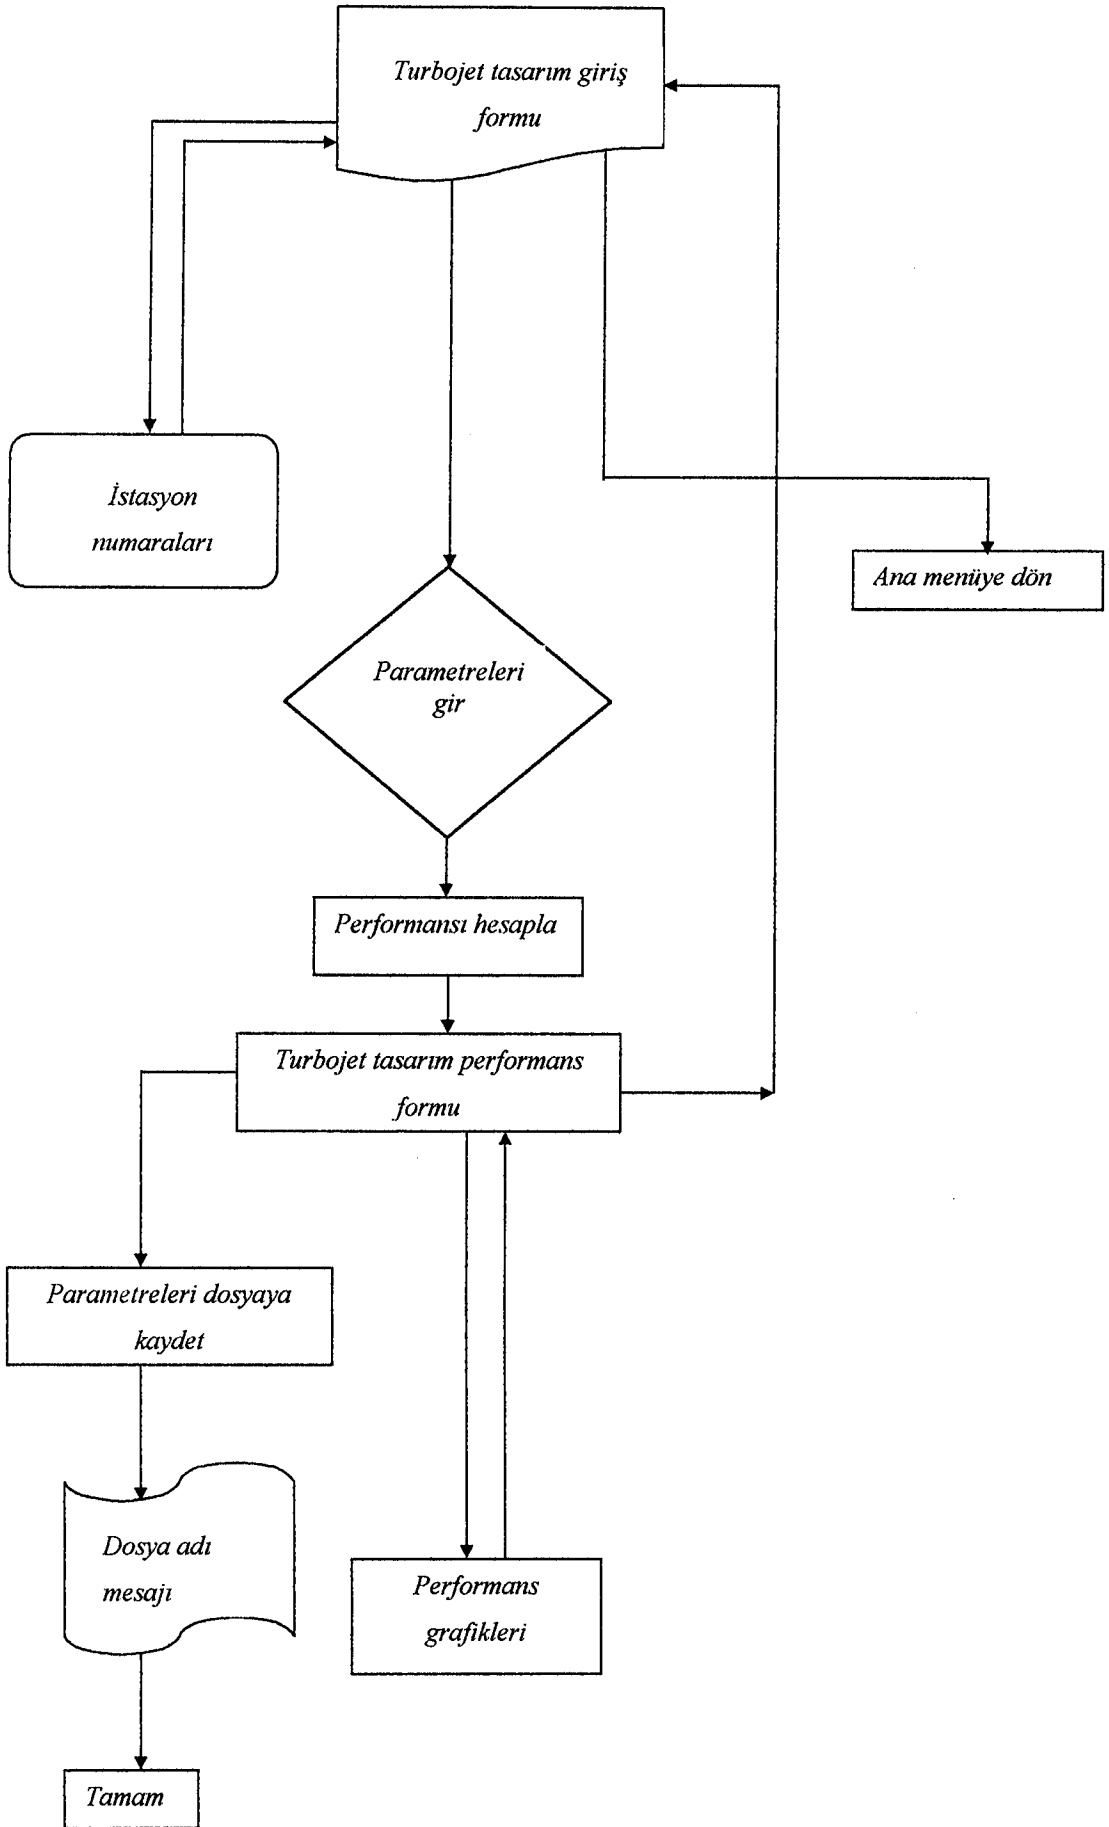 Turbojet tasarım giriş
formu
İstasyon
numaraları
Ana menüye dön
Parametreleri
gir
Performansı hesapla
Turbojet tasarım performans
formu
Parametreleri dosyaya
kaydet
Dosya adı
mesajı
Performans
grafikleri
Tamam